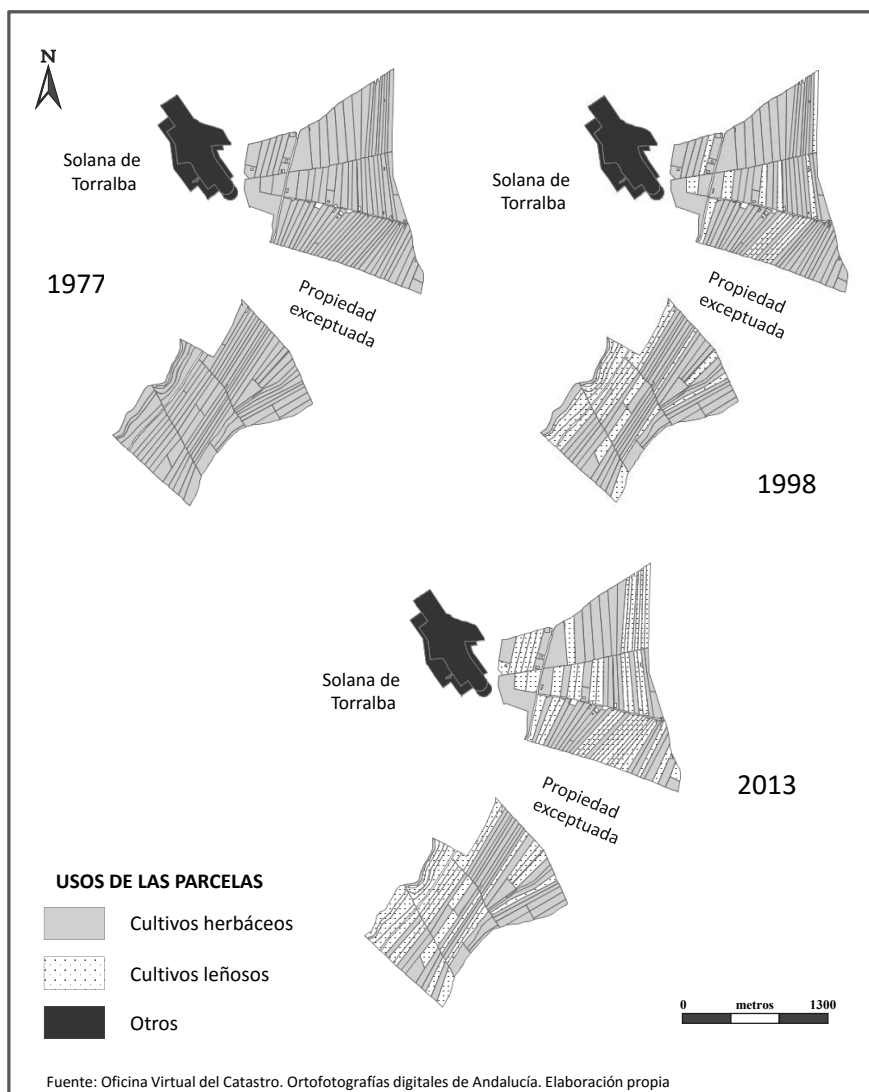 N
Solana de
Torralba
1977
Propiedad
exceptuada
Solana de
Torralba
Propiedad
exceptuada
1998
Solana de
Torralba
Propiedad
exceptuada
2013
USOS DE LAS PARCELAS
Cultivos herbáceos
Cultivos leñosos
Otros
0 metros 1300
Fuente: Oficina Virtual del Catastro. Ortofotografías digitales de Andalucía. Elaboración propia